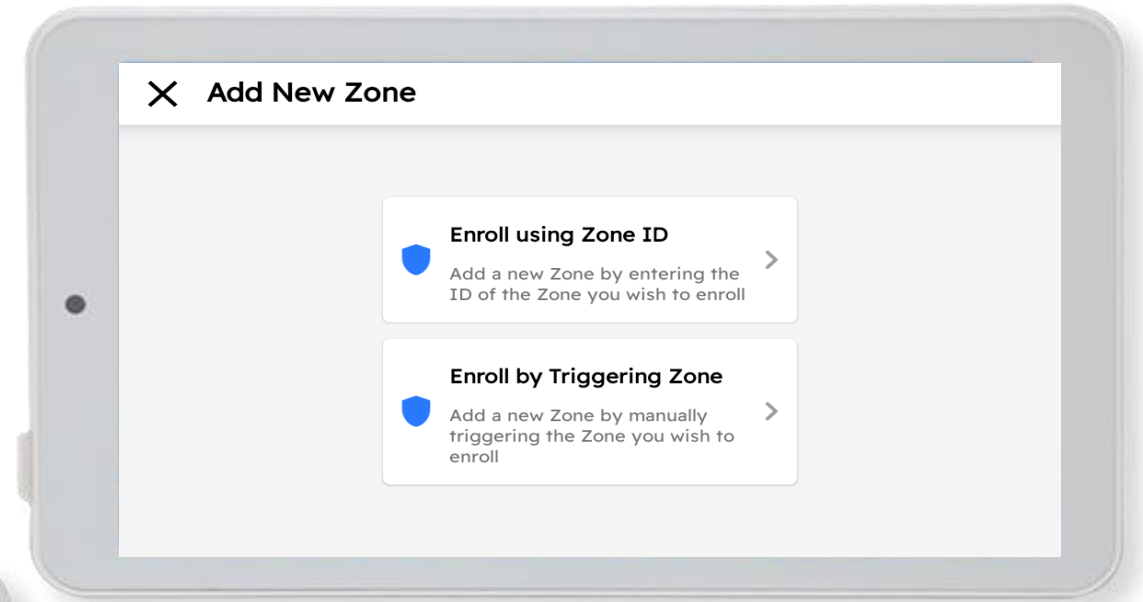 Add New Zone
Enroll using Zone ID
Add a new Zone by entering the
ID of the Zone you wish to enroll
Enroll by Triggering Zone
Add a new Zone by manually
triggering the Zone you wish to
enroll